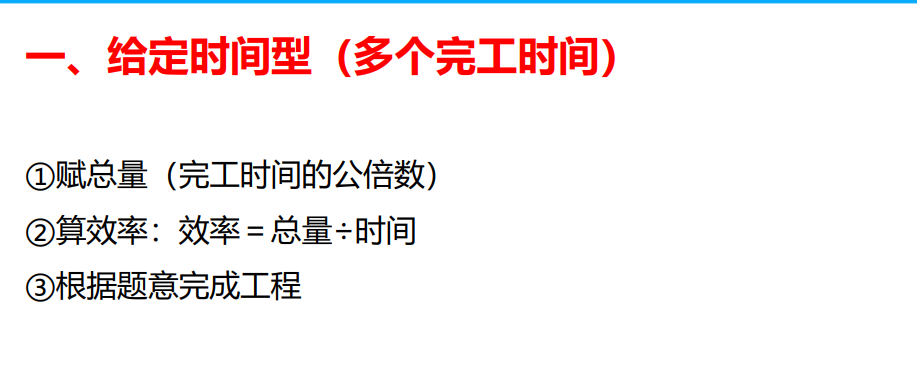 一、给定时间型（多个完工时间）
①赋总量（完工时间的公倍数）
②算效率：效率=总量÷时间
③根据题意完成工程